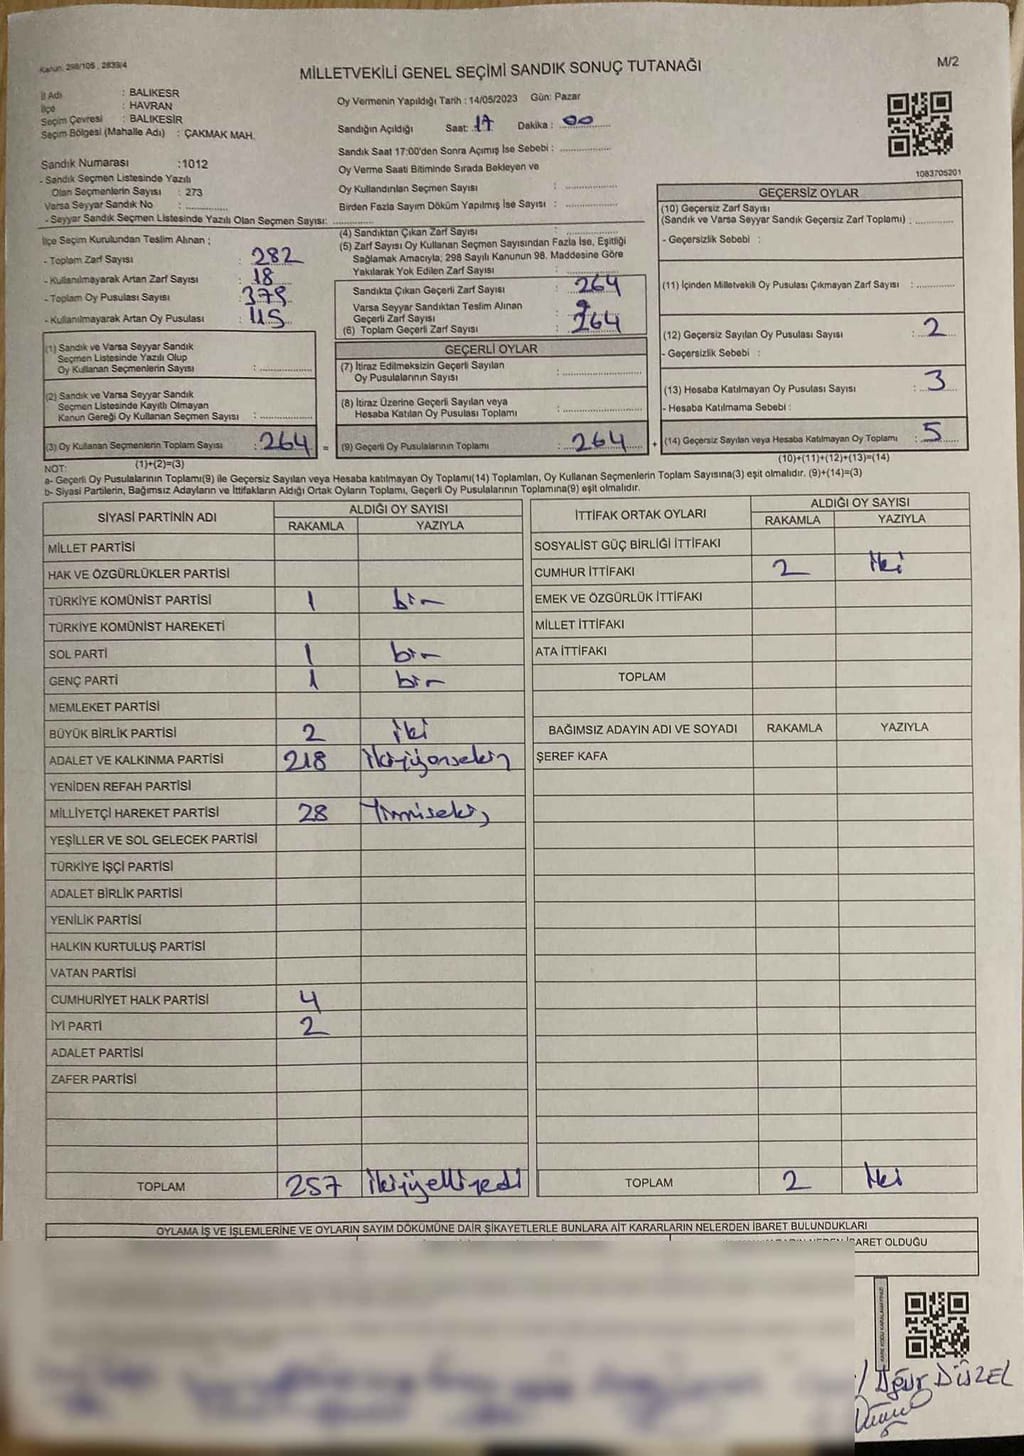 Kanun: 298/105, 2839/4
M/2
MİLLETVEKİLİ GENEL SEÇİMİ SANDIK SONUÇ TUTANAĞI
İl Adı : BALIKESR
İlçe : HAVRAN
Seçim Çevresi : BALIKESİR
Seçim Bölgesi (Mahalle Adı) : ÇAKMAK MAH.
Sandık Numarası :1012
- Sandık Seçmen Listesinde Yazılı
Olan Seçmenlerin Sayısı : 273
Varsa Seyyar Sandık No :
- Seyyar Sandık Seçmen Listesinde Yazılı Olan Seçmen Sayısı:
Oy Vermenin Yapıldığı Tarih : 14/05/2023 Gün: Pazar
Sandığın Açıldığı Saat: 17 Dakika : 00
Sandık Saat 17:00'den Sonra Açımış İse Sebebi :
Oy Verme Saati Bitiminde Sırada Bekleyen ve
Oy Kullandırılan Seçmen Sayısı :
Birden Fazla Sayım Döküm Yapılmış İse Sayısı :
1083705201
İlçe Seçim Kurulundan Teslim Alınan ;
- Toplam Zarf Sayısı : 282
- Kullanılmayarak Artan Zarf Sayısı : 18
- Toplam Oy Pusulası Sayısı : 379
- Kullanılmayarak Artan Oy Pusulası : 115
(4) Sandıktan Çıkan Zarf Sayısı :
(5) Zarf Sayısı Oy Kullanan Seçmen Sayısından Fazla İse, Eşitliği
Sağlamak Amacıyla; 298 Sayılı Kanunun 98. Maddesine Göre
Yakılarak Yok Edilen Zarf Sayısı :
Sandıkta Çıkan Geçerli Zarf Sayısı : 264
Varsa Seyyar Sandıktan Teslim Alınan
Geçerli Zarf Sayısı :
(6) Toplam Geçerli Zarf Sayısı : 264
GEÇERSİZ OYLAR
(10) Geçersiz Zarf Sayısı
(Sandık ve Varsa Seyyar Sandık Geçersiz Zarf Toplamı) :
- Geçersizlik Sebebi :
(11) İçinden Milletvekili Oy Pusulası Çıkmayan Zarf Sayısı :
(12) Geçersiz Sayılan Oy Pusulası Sayısı : 2
- Geçersizlik Sebebi :
(13) Hesaba Katılmayan Oy Pusulası Sayısı : 3
- Hesaba Katılmama Sebebi :
(14) Geçersiz Sayılan veya Hesaba Katılmayan Oy Toplamı : 5
(10)+(11)+(12)+(13)=(14)
(1) Sandık ve Varsa Seyyar Sandık
Seçmen Listesinde Yazılı Olup
Oy Kullanan Seçmenlerin Sayısı :
(2) Sandık ve Varsa Seyyar Sandık
Seçmen Listesinde Kayıtlı Olmayan
Kanun Gereği Oy Kullanan Seçmen Sayısı :
(3) Oy Kullanan Seçmenlerin Toplam Sayısı : 264 =
(1)+(2)=(3)
GEÇERLİ OYLAR
(7) İtiraz Edilmeksizin Geçerli Sayılan
Oy Pusulalarının Sayısı :
(8) İtiraz Üzerine Geçerli Sayılan veya
Hesaba Katılan Oy Pusulası Toplamı :
(9) Geçerli Oy Pusulalarının Toplamı : 264 +
NOT:
a- Geçerli Oy Pusulalarının Toplamı(9) ile Geçersiz Sayılan veya Hesaba katılmayan Oy Toplamı(14) Toplamları, Oy Kullanan Seçmenlerin Toplam Sayısına(3) eşit olmalıdır. (9)+(14)=(3)
b- Siyasi Partilerin, Bağımsız Adayların ve İttifakların Aldığı Ortak Oyların Toplamı, Geçerli Oy Pusulalarının Toplamına(9) eşit olmalıdır.
SİYASİ PARTİNİN ADI ALDIĞI OY SAYISI
RAKAMLA YAZIYLA
MİLLET PARTİSİ
HAK VE ÖZGÜRLÜKLER PARTİSİ
TÜRKİYE KOMÜNİST PARTİSİ 1 bir
TÜRKİYE KOMÜNİST HAREKETİ
SOL PARTİ 1 bir
GENÇ PARTİ 1 bir
MEMLEKET PARTİSİ
BÜYÜK BİRLİK PARTİSİ 2 iki
ADALET VE KALKINMA PARTİSİ 218 ikiyüzonsekiz
YENİDEN REFAH PARTİSİ
MİLLİYETÇİ HAREKET PARTİSİ 28 Yirmisekiz
YEŞİLLER VE SOL GELECEK PARTİSİ
TÜRKİYE İŞÇİ PARTİSİ
ADALET BİRLİK PARTİSİ
YENİLİK PARTİSİ
HALKIN KURTULUŞ PARTİSİ
VATAN PARTİSİ
CUMHURİYET HALK PARTİSİ 4
İYİ PARTİ 2
ADALET PARTİSİ
ZAFER PARTİSİ
TOPLAM 257 ikiyüzelliyedi
İTTİFAK ORTAK OYLARI ALDIĞI OY SAYISI
RAKAMLA YAZIYLA
SOSYALİST GÜÇ BİRLİĞİ İTTİFAKI
CUMHUR İTTİFAKI 2 iki
EMEK VE ÖZGÜRLÜK İTTİFAKI
MİLLET İTTİFAKI
ATA İTTİFAKI
TOPLAM
BAĞIMSIZ ADAYIN ADI VE SOYADI RAKAMLA YAZIYLA
ŞEREF KAFA
TOPLAM 2 iki
OYLAMA İŞ VE İŞLEMLERİNE VE OYLARIN SAYIM DÖKÜMÜNE DAİR ŞİKAYETLERLE BUNLARA AİT KARARLARIN NELERDEN İBARET BULUNDUKLARI
İBARET OLDUĞU
Uğur DÜZEL